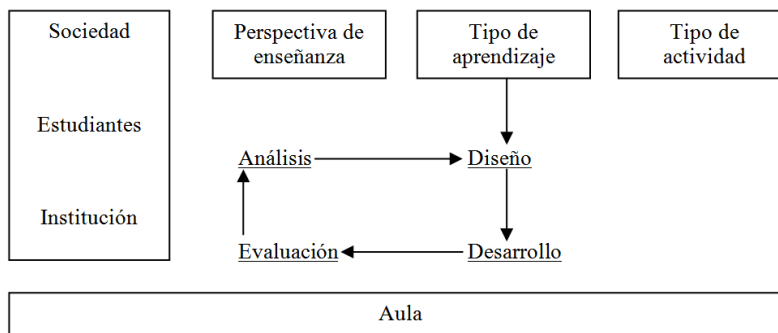 Sociedad
Perspectiva de
enseñanza
Tipo de
aprendizaje
Tipo de
actividad
Estudiantes
Análisis
Diseño
Institución
Evaluación
Desarrollo
Aula